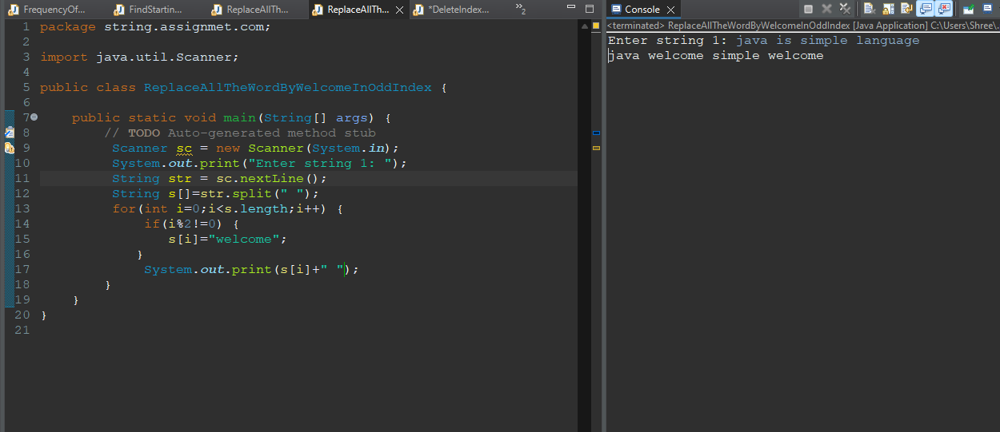 FrequencyOf...
FindStartin...
ReplaceAllTh...
ReplaceAllTh...
*DeleteIndex...
»2
1 package string.assignmet.com;
2
3 import java.util.Scanner;
4
5 public class ReplaceAllTheWordByWelcomeInOddIndex {
6
7 public static void main(String[] args) {
8 // TODO Auto-generated method stub
9 Scanner sc = new Scanner(System.in);
10 System.out.print("Enter string 1: ");
11 String str = sc.nextLine();
12 String s[]=str.split(" ");
13 for(int i=0;i<s.length;i++) {
14 if(i%2!=0) {
15 s[i]="welcome";
16 }
17 System.out.print(s[i]+" ");
18 }
19 }
20 }
21
Console
<terminated> ReplaceAllTheWordByWelcomeInOddIndex [Java Application] C:\Users\Shree\.
Enter string 1: java is simple language
java welcome simple welcome